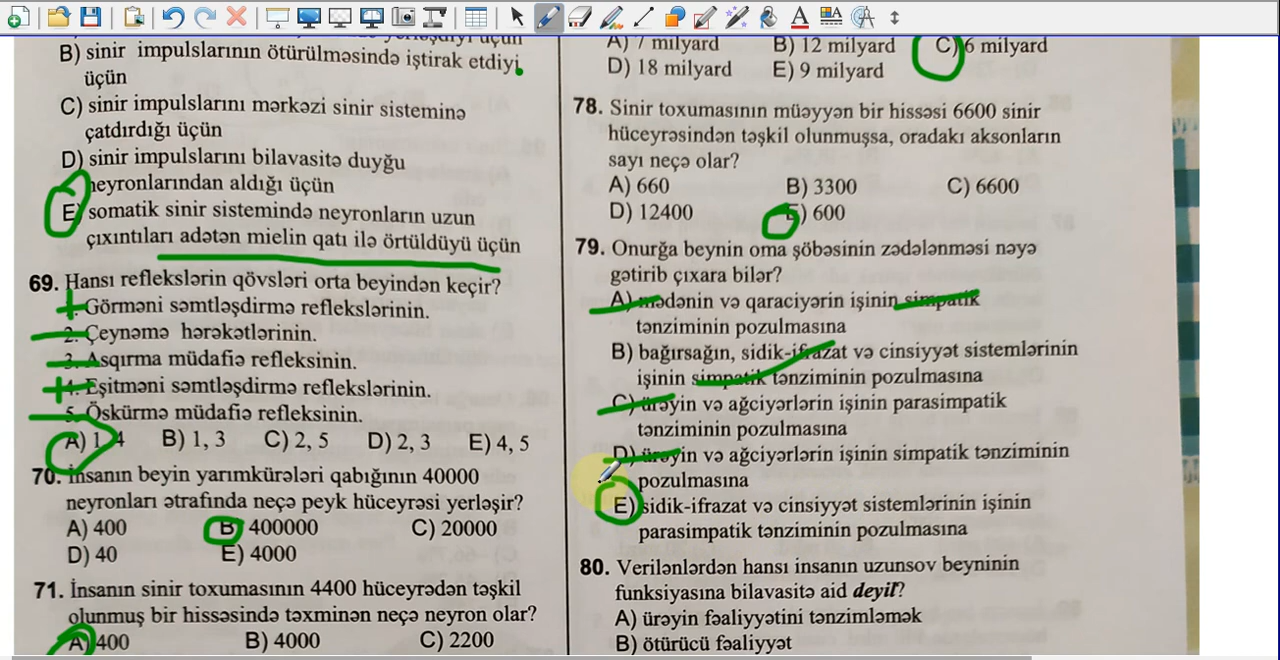 B) sinir impulslarının ötürülməsində iştirak etdiyi
üçün
C) sinir impulslarını mərkəzi sinir sisteminə
çatdırdığı üçün
D) sinir impulslarını bilavasitə duyğu
neyronlarından aldığı üçün
E) somatik sinir sistemində neyronların uzun
çıxıntıları adətən mielin qatı ilə örtüldüyü üçün
69. Hansı reflekslərin qövsləri orta beyindən keçir?
1. Görməni səmtləşdirmə reflekslərinin.
2. Çeynəmə hərəkətlərinin.
3. Asqırma müdafiə refleksinin.
4. Eşitməni səmtləşdirmə reflekslərinin.
5. Öskürmə müdafiə refleksinin.
A) 1, 4 B) 1, 3 C) 2, 5 D) 2, 3 E) 4, 5
70. İnsanın beyin yarımkürələri qabığının 40000
neyronları ətrafında neçə peyk hüceyrəsi yerləşir?
A) 400 B) 400000 C) 20000
D) 40 E) 4000
71. İnsanın sinir toxumasının 4400 hüceyrədən təşkil
olunmuş bir hissəsində təxminən neçə neyron olar?
A) 400 B) 4000 C) 2200
A) 7 milyard B) 12 milyard C) 6 milyard
D) 18 milyard E) 9 milyard
78. Sinir toxumasının müəyyən bir hissəsi 6600 sinir
hüceyrəsindən təşkil olunmuşsa, oradakı aksonların
sayı neçə olar?
A) 660 B) 3300 C) 6600
D) 12400 E) 600
79. Onurğa beynin oma şöbəsinin zədələnməsi nəyə
gətirib çıxara bilər?
A) mədənin və qaraciyərin işinin simpatik
tənziminin pozulmasına
B) bağırsağın, sidik-ifrazat və cinsiyyət sistemlərinin
işinin simpatik tənziminin pozulmasına
C) ürəyin və ağciyərlərin işinin parasimpatik
tənziminin pozulmasına
D) ürəyin və ağciyərlərin işinin simpatik tənziminin
pozulmasına
E) sidik-ifrazat və cinsiyyət sistemlərinin işinin
parasimpatik tənziminin pozulmasına
80. Verilənlərdən hansı insanın uzunsov beyninin
funksiyasına bilavasitə aid deyil?
A) ürəyin fəaliyyətini tənzimləmək
B) ötürücü fəaliyyət